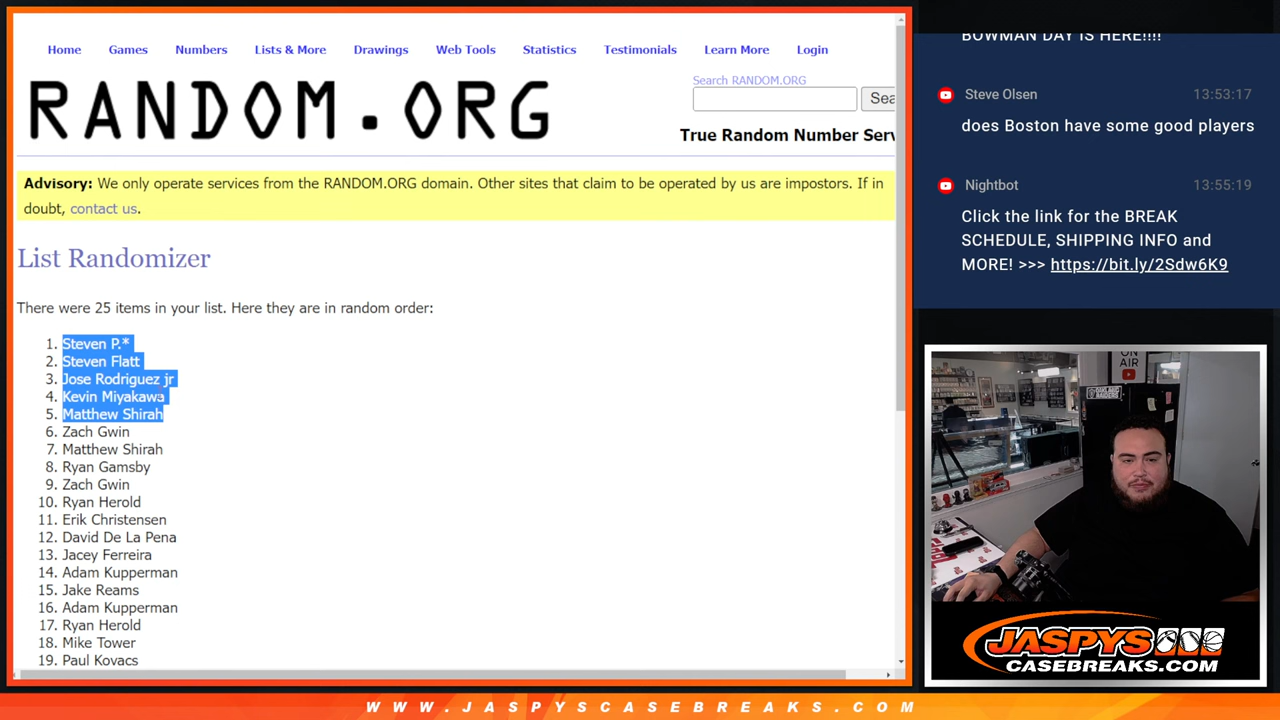 Home Games Numbers Lists & More Drawings Web Tools Statistics Testimonials Learn More Login
RANDOM.ORG
Search RANDOM.ORG
Sea
True Random Number Serv
Advisory: We only operate services from the RANDOM.ORG domain. Other sites that claim to be operated by us are impostors. If in
doubt, contact us.
List Randomizer
There were 25 items in your list. Here they are in random order:
1. Steven P.*
2. Steven Flatt
3. Jose Rodriguez jr
4. Kevin Miyakawa
5. Matthew Shirah
6. Zach Gwin
7. Matthew Shirah
8. Ryan Gamsby
9. Zach Gwin
10. Ryan Herold
11. Erik Christensen
12. David De La Pena
13. Jacey Ferreira
14. Adam Kupperman
15. Jake Reams
16. Adam Kupperman
17. Ryan Herold
18. Mike Tower
19. Paul Kovacs
BOWMAN DAY IS HERE!!!!
Steve Olsen 13:53:17
does Boston have some good players
Nightbot 13:55:19
Click the link for the BREAK
SCHEDULE, SHIPPING INFO and
MORE! >>> https://bit.ly/2Sdw6K9
ON
AIR
JASPYS
CASEBREAKS.COM
WWW.JASPYSCASEBREAKS.COM